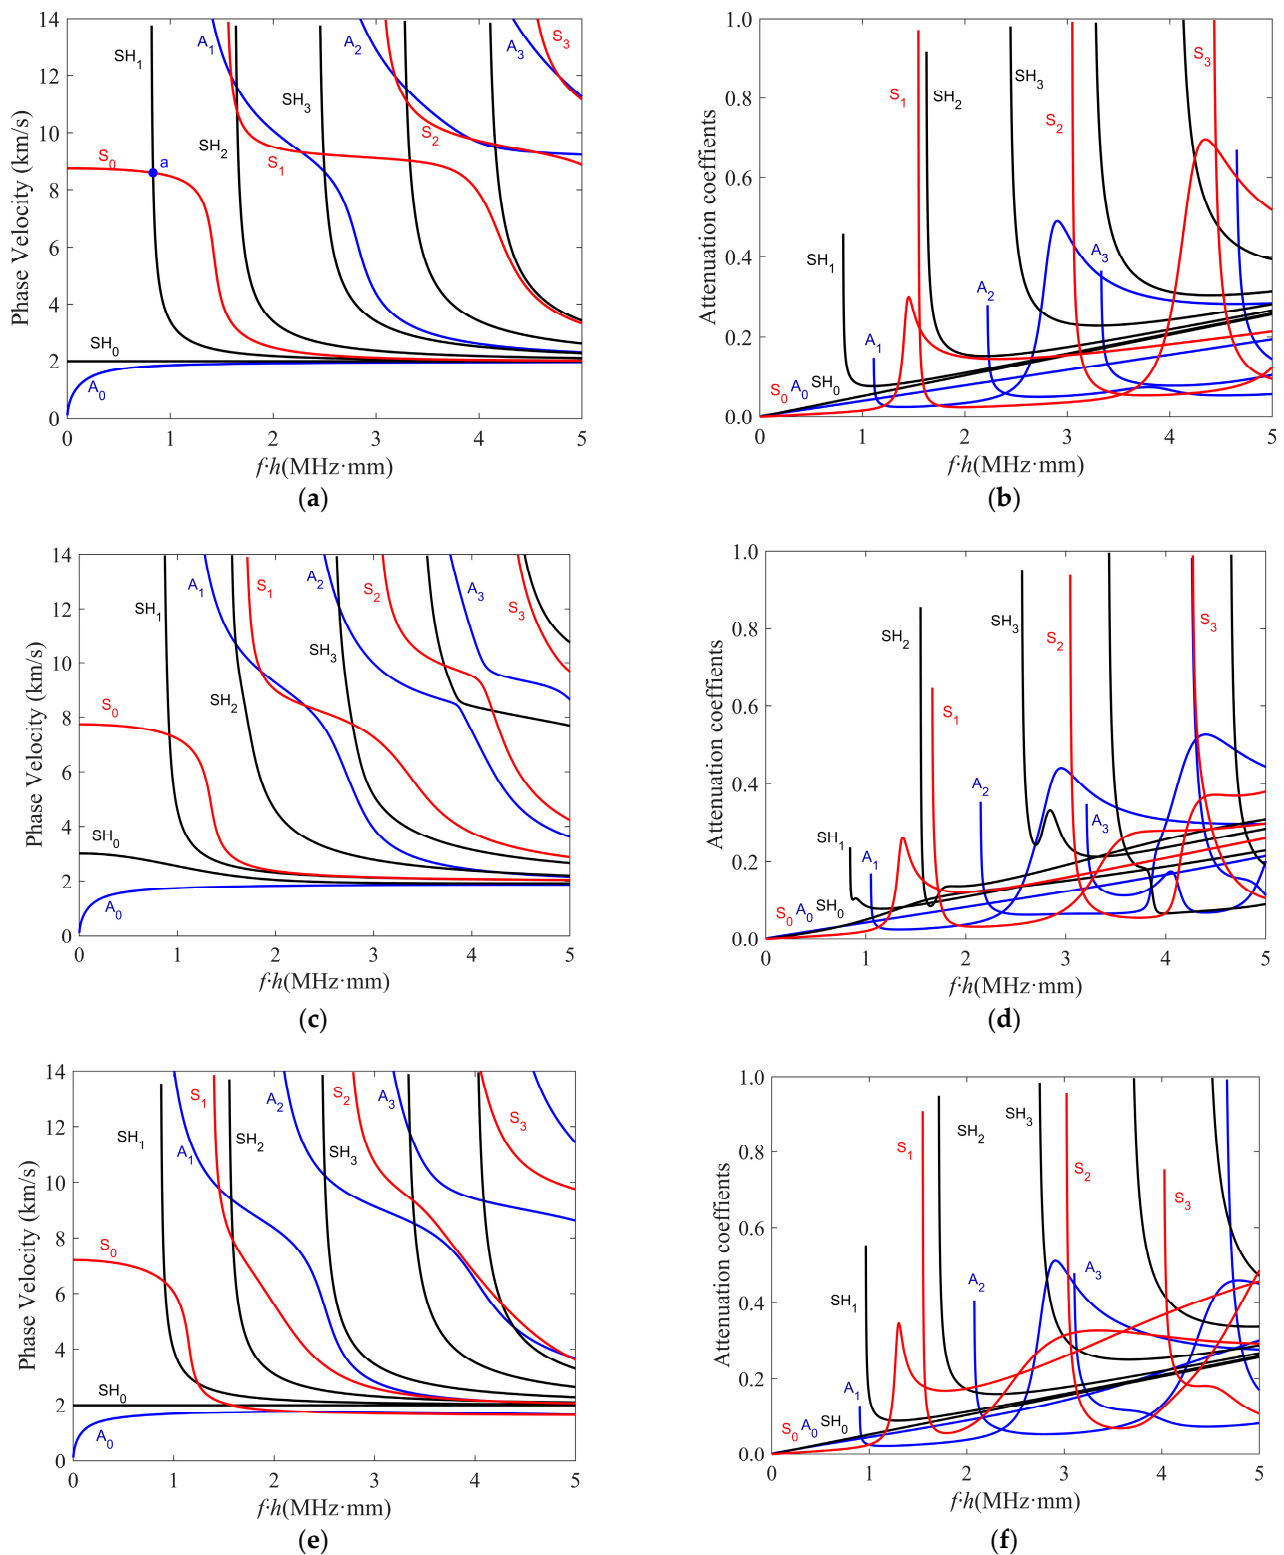 Phase Velocity (km/s)
14
12
10
8
6
4
2
0
0 1 2 3 4 5
f·h(MHz·mm)
SH1
A1
A2
A3
S3
SH3
SH2
S2
S1
S0
a
SH0
A0
(a)
Attenuation coeffients
1.0
0.8
0.6
0.4
0.2
0.0
0 1 2 3 4 5
f·h(MHz·mm)
S1
SH2
SH3
S2
S3
SH1
A1
A2
A3
S0 A0 SH0
(b)
Phase Velocity (km/s)
14
12
10
8
6
4
2
0
0 1 2 3 4 5
f·h(MHz·mm)
SH1
A1
S1
A2
S2
A3
S3
SH3
SH2
S0
SH0
A0
(c)
Attenuation coeffients
1.0
0.8
0.6
0.4
0.2
0.0
0 1 2 3 4 5
f·h(MHz·mm)
SH2
SH3
S2
S3
S1
A2
A3
SH1
A1
S0 A0 SH0
(d)
Phase Velocity (km/s)
14
12
10
8
6
4
2
0
0 1 2 3 4 5
f·h(MHz·mm)
SH1
S1
A1
SH2
A2
S2
SH3
A3
S3
S0
SH0
A0
(e)
Attenuation coeffients
1.0
0.8
0.6
0.4
0.2
0.0
0 1 2 3 4 5
f·h(MHz·mm)
S1
SH2
SH3
S2
S3
SH1
A2
A3
A1
S0 A0 SH0
(f)